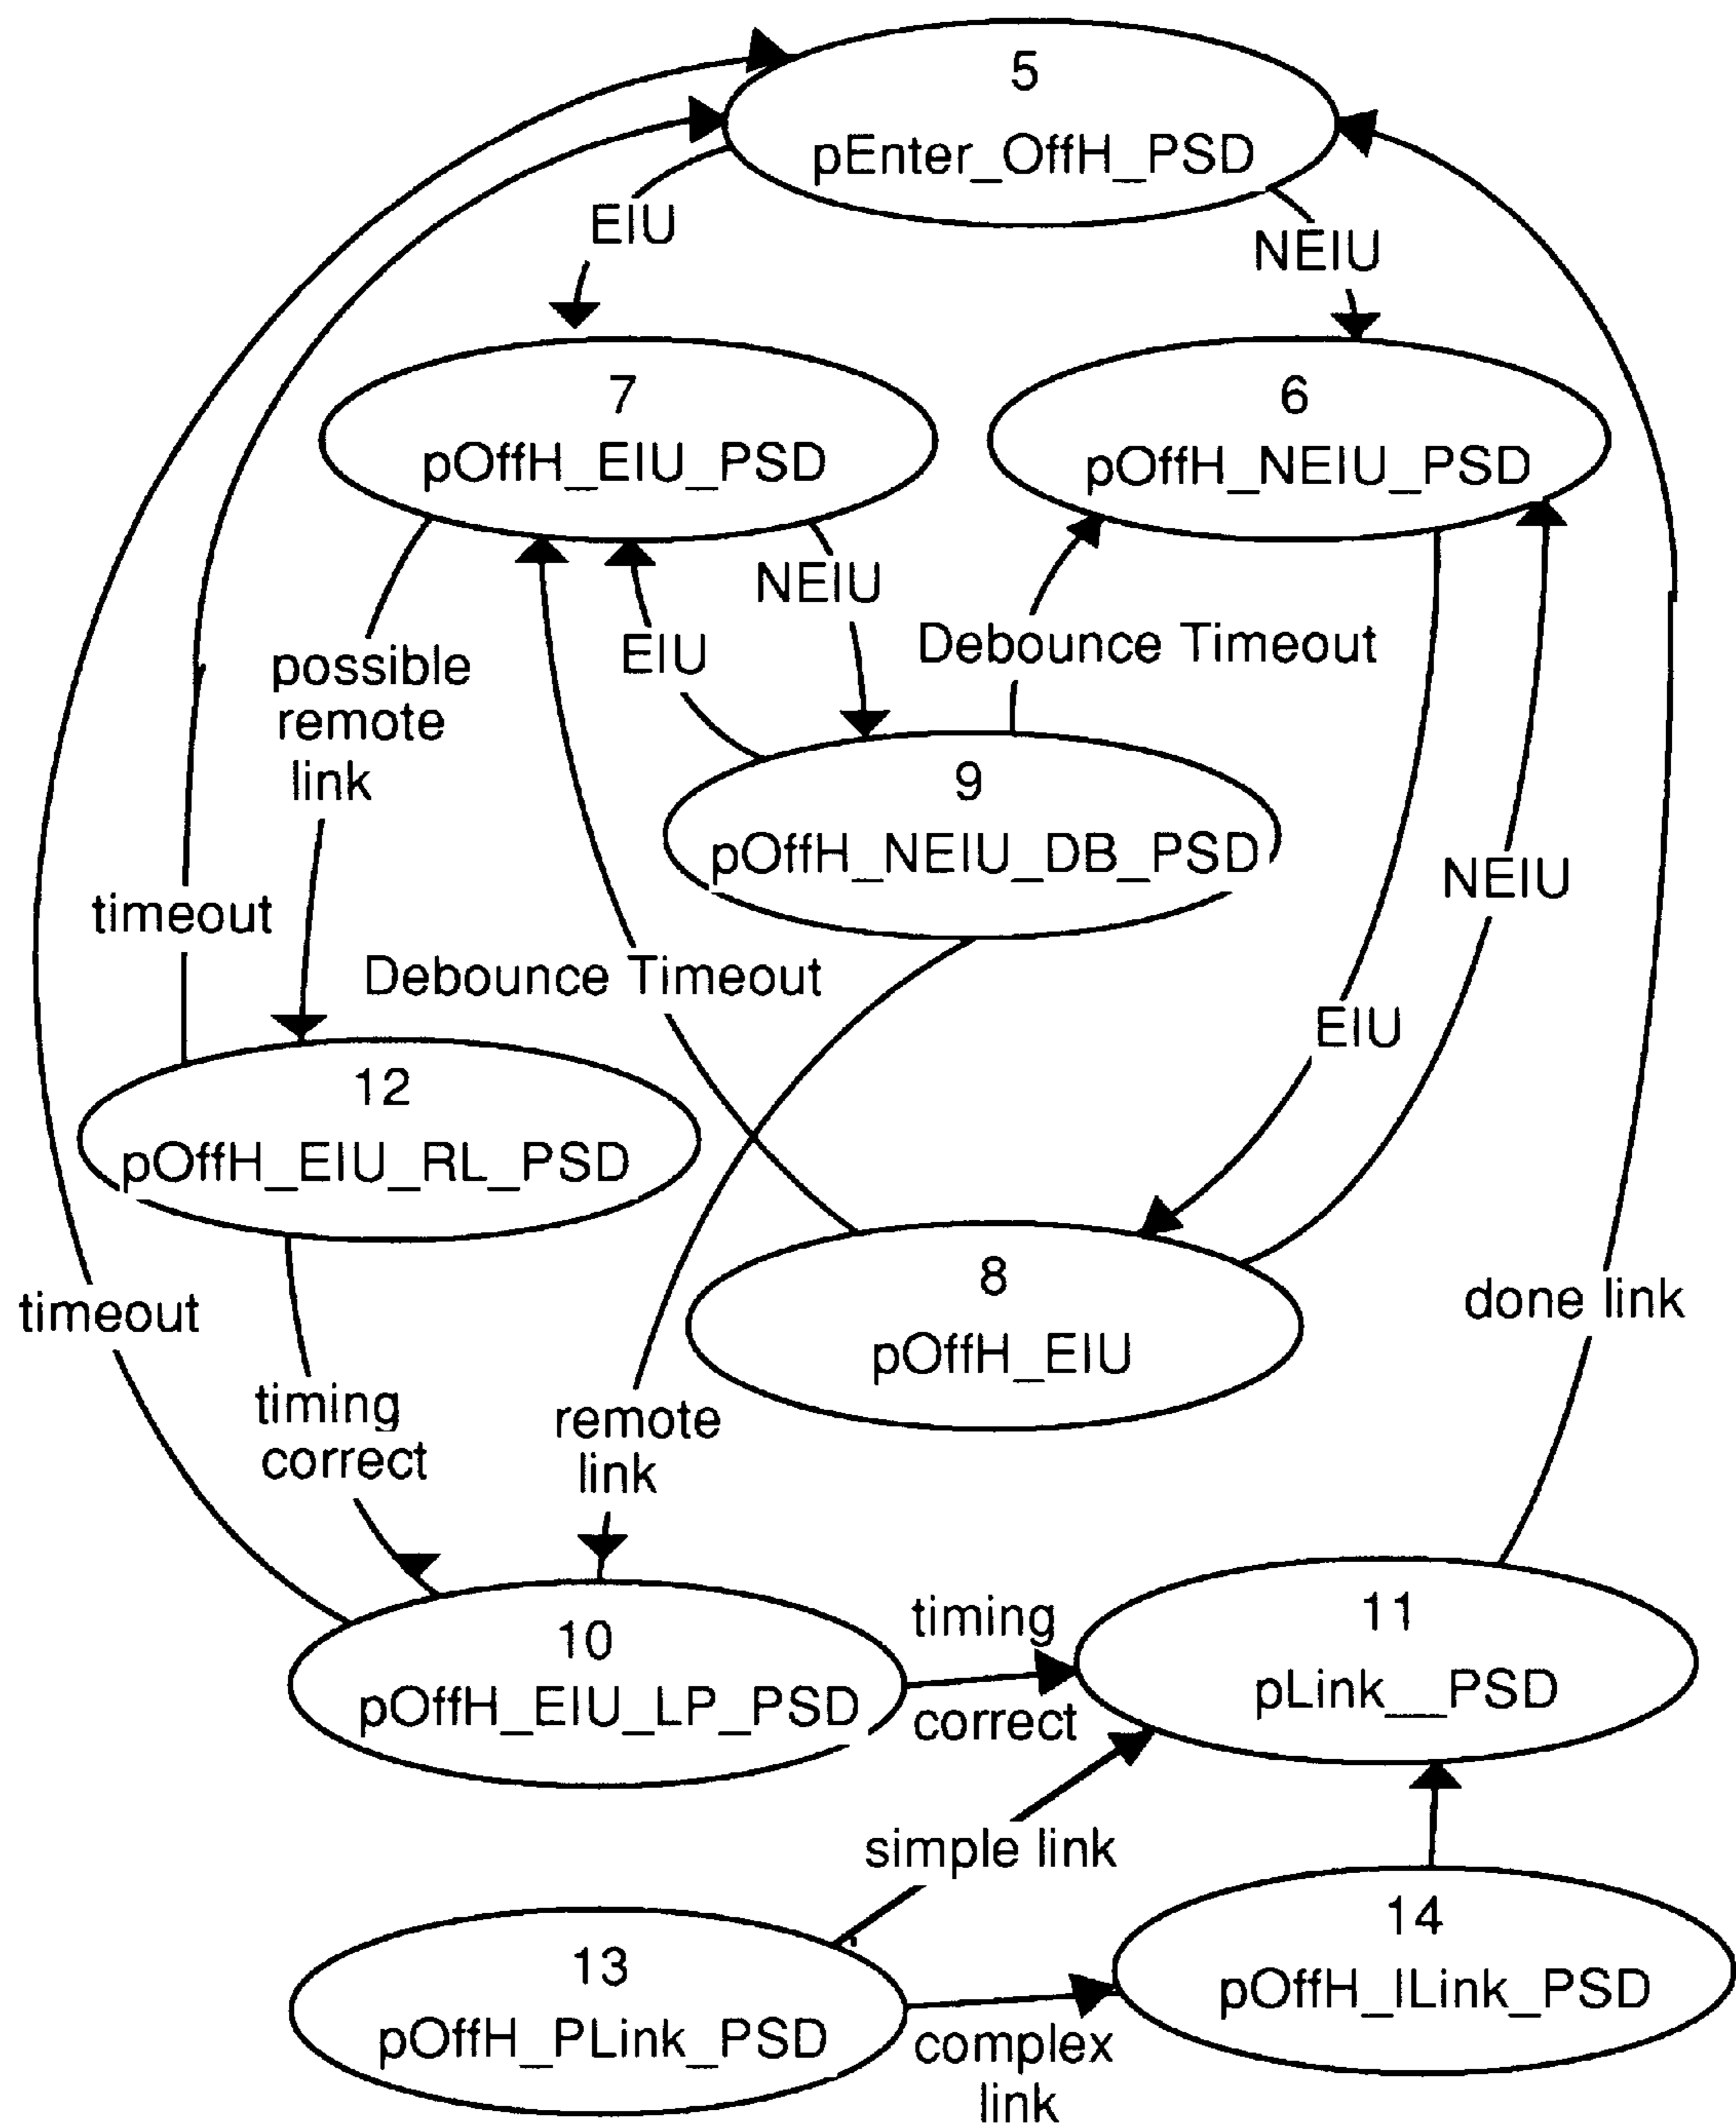 5
pEnter_OffH_PSD
EIU
NEIU
7
pOffH_EIU_PSD
6
pOffH_NEIU_PSD
NEIU
EIU
Debounce Timeout
possible
remote
link
9
pOffH_NEIU_DB_PSD
NEIU
timeout
Debounce Timeout
EIU
12
pOffH_EIU_RL_PSD
8
pOffH_EIU
timeout
done link
timing
correct
remote
link
10
pOffH_EIU_LP_PSD
timing
correct
11
pLink__PSD
simple link
13
pOffH_PLink_PSD
complex
link
14
pOffH_ILink_PSD